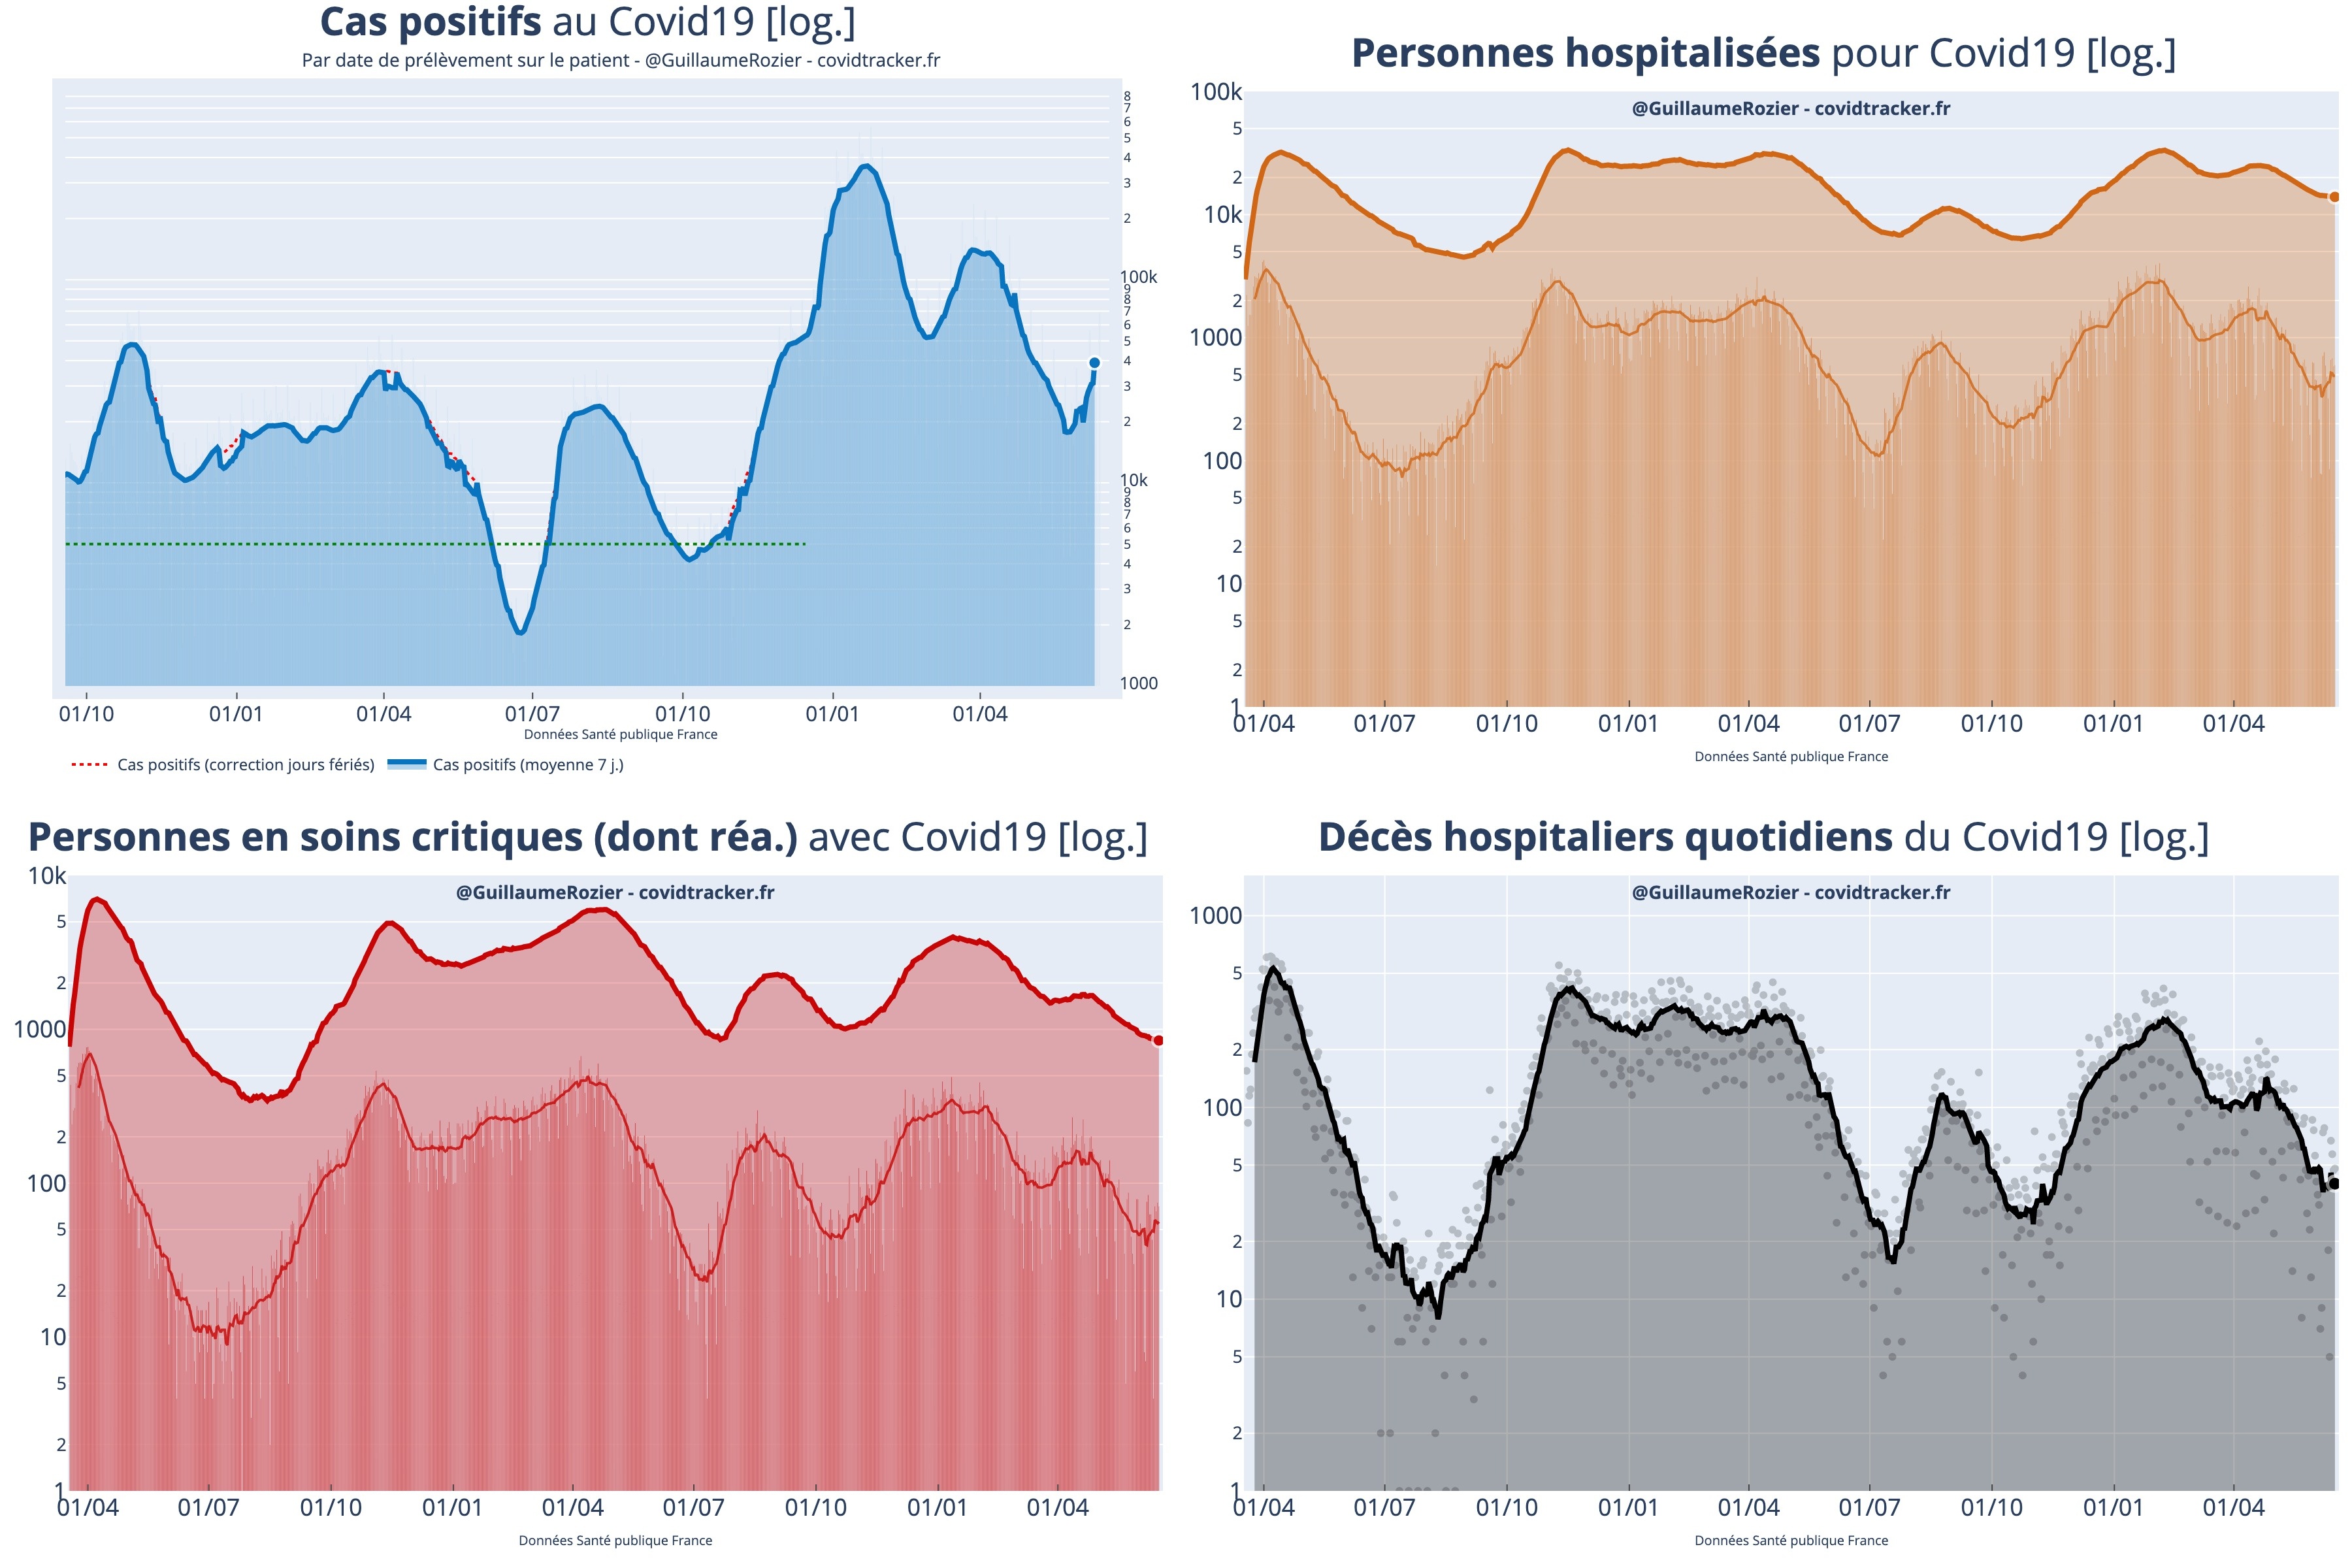 Cas positifs au Covid19 [log.]
Par date de prélèvement sur le patient - @GuillaumeRozier - covidtracker.fr
8
7
6
5
4
3
2
100k
9
8
7
6
5
4
3
2
10k
9
8
7
6
5
4
3
2
1000
01/10 01/01 01/04 01/07 01/10 01/01 01/04
Données Santé publique France
Cas positifs (correction jours fériés) Cas positifs (moyenne 7 j.)
Personnes hospitalisées pour Covid19 [log.]
@GuillaumeRozier - covidtracker.fr
100k
5
2
10k
5
2
1000
5
2
100
5
2
10
5
2
1
01/04 01/07 01/10 01/01 01/04 01/07 01/10 01/01 01/04
Données Santé publique France
Personnes en soins critiques (dont réa.) avec Covid19 [log.]
@GuillaumeRozier - covidtracker.fr
10k
5
2
1000
5
2
100
5
2
10
5
2
1
01/04 01/07 01/10 01/01 01/04 01/07 01/10 01/01 01/04
Données Santé publique France
Décès hospitaliers quotidiens du Covid19 [log.]
@GuillaumeRozier - covidtracker.fr
1000
5
2
100
5
2
10
5
2
1
01/04 01/07 01/10 01/01 01/04 01/07 01/10 01/01 01/04
Données Santé publique France